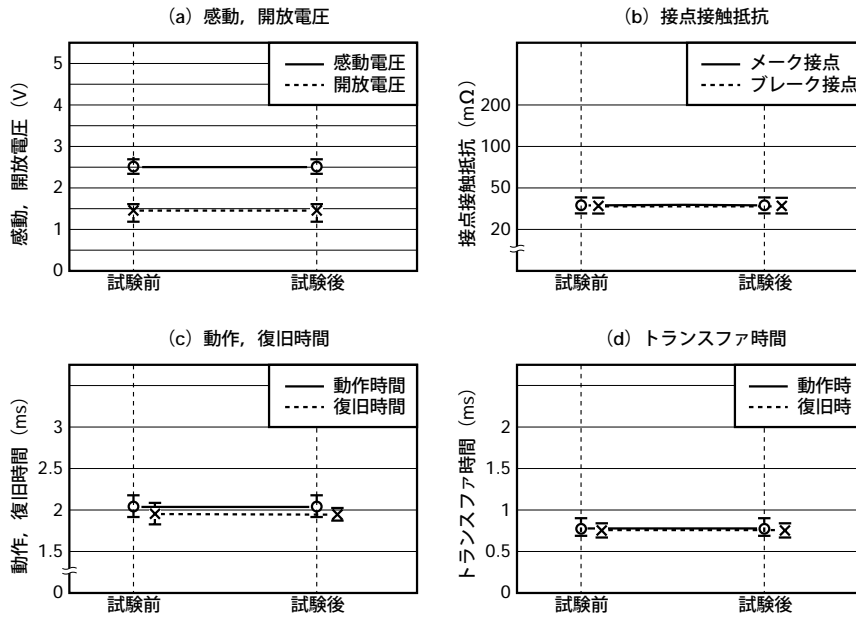 （a）感動，開放電圧
感動，開放電圧（V）
5
4
3
2
1
0
感動電圧
開放電圧
試験前
試験後
（b）接点接触抵抗
接点接触抵抗（mΩ）
200
100
50
20
メーク接点
ブレーク接点
試験前
試験後
（c）動作，復旧時間
動作，復旧時間（ms）
3
2.5
2
1.5
0
動作時間
復旧時間
試験前
試験後
（d）トランスファ時間
トランスファ時間（ms）
2
1
0.5
0
動作時
復旧時
試験前
試験後